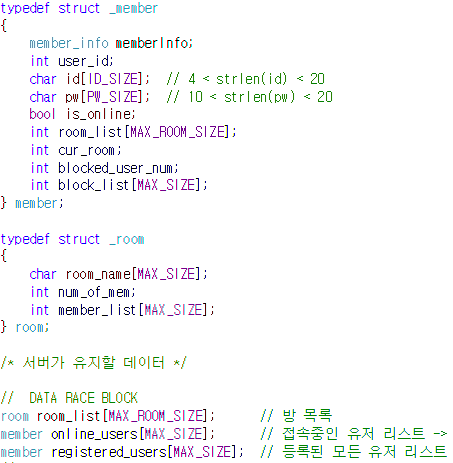 typedef struct _member
{
member_info memberInfo;
int user_id;
char id[ID_SIZE]; // 4 < strlen(id) < 20
char pw[PW_SIZE]; // 10 < strlen(pw) < 20
bool is_online;
int room_list[MAX_ROOM_SIZE];
int cur_room;
int blocked_user_num;
int block_list[MAX_SIZE];
} member;
typedef struct _room
{
char room_name[MAX_SIZE];
int num_of_mem;
int member_list[MAX_SIZE];
} room;
/* 서버가 유지할 데이터 */
// DATA RACE BLOCK
room room_list[MAX_ROOM_SIZE]; // 방 목록
member online_users[MAX_SIZE]; // 접속중인 유저 리스트 ->
member registered_users[MAX_SIZE]; // 등록된 모든 유저 리스트